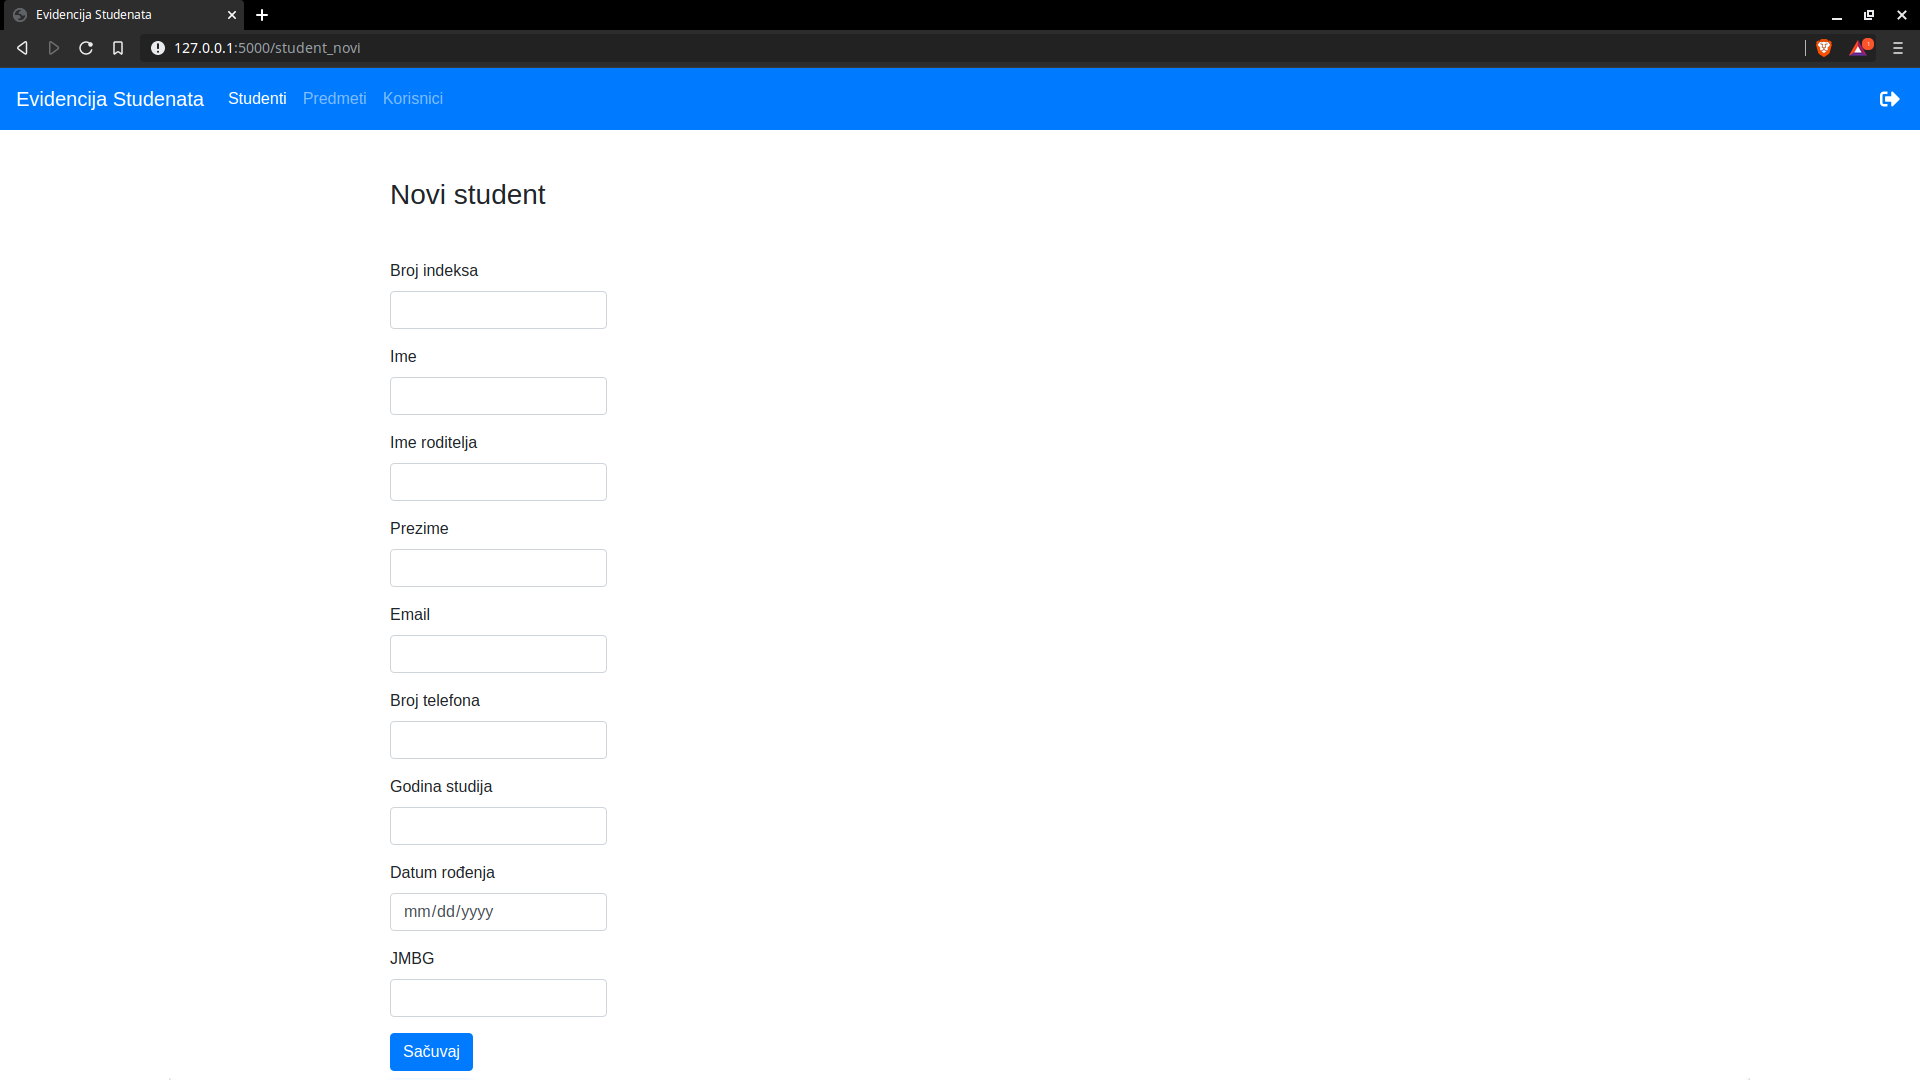 Evidencija Studenata
127.0.0.1:5000/student_novi
Evidencija Studenata Studenti Predmeti Korisnici
Novi student
Broj indeksa
Ime
Ime roditelja
Prezime
Email
Broj telefona
Godina studija
Datum rođenja
mm/dd/yyyy
JMBG
Sačuvaj